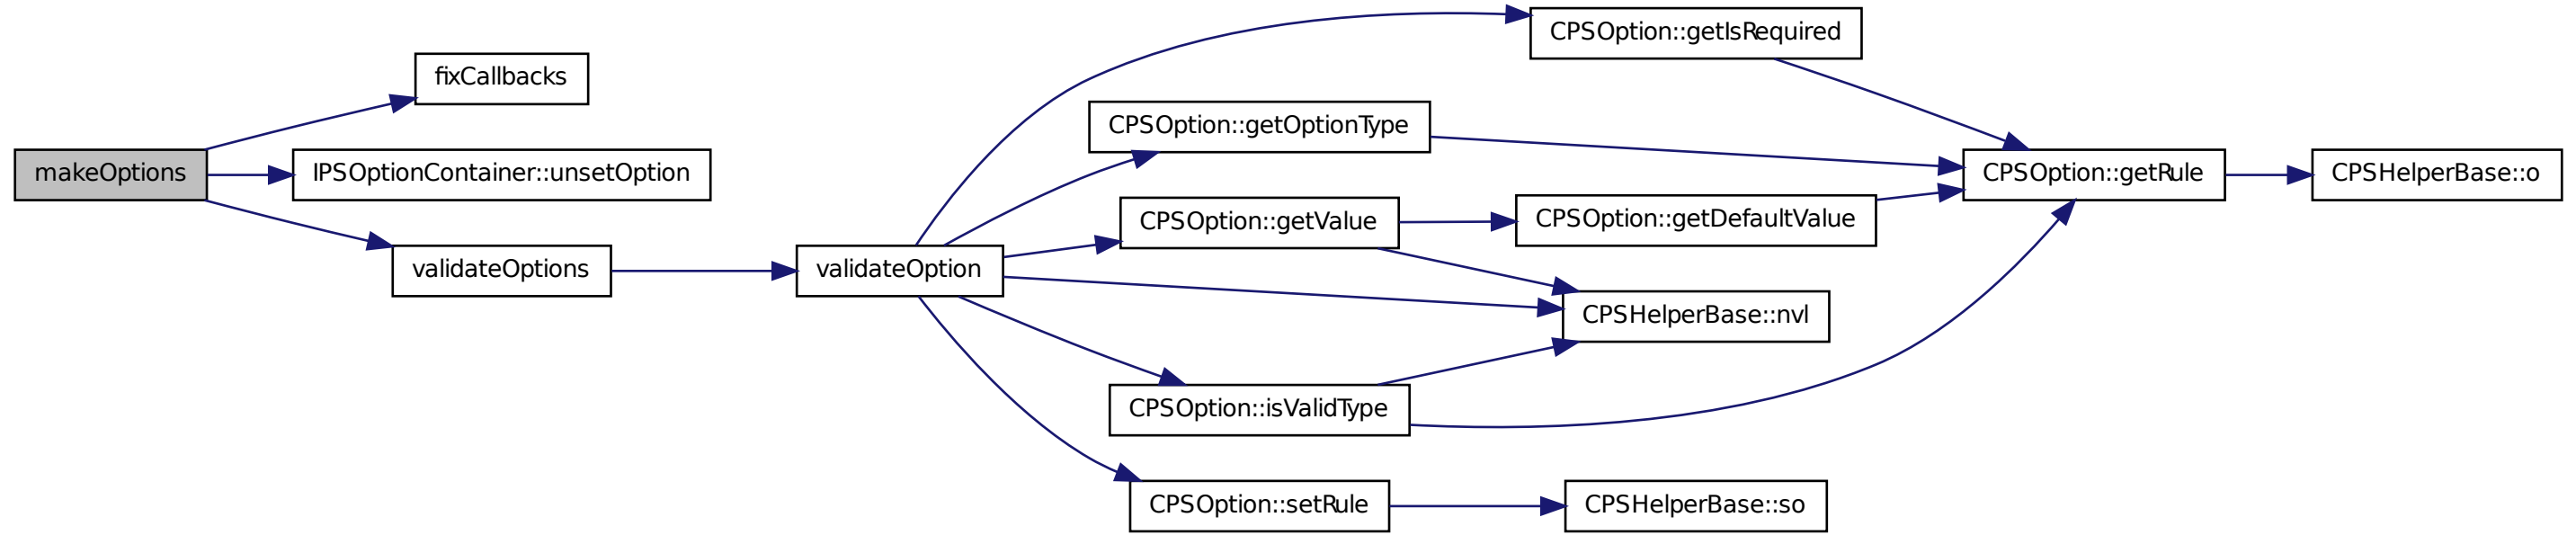 makeOptions
fixCallbacks
IPSOptionContainer::unsetOption
validateOptions
validateOption
CPSOption::getIsRequired
CPSOption::getOptionType
CPSOption::getValue
CPSOption::getDefaultValue
CPSHelperBase::nvl
CPSOption::isValidType
CPSOption::setRule
CPSHelperBase::so
CPSOption::getRule
CPSHelperBase::o